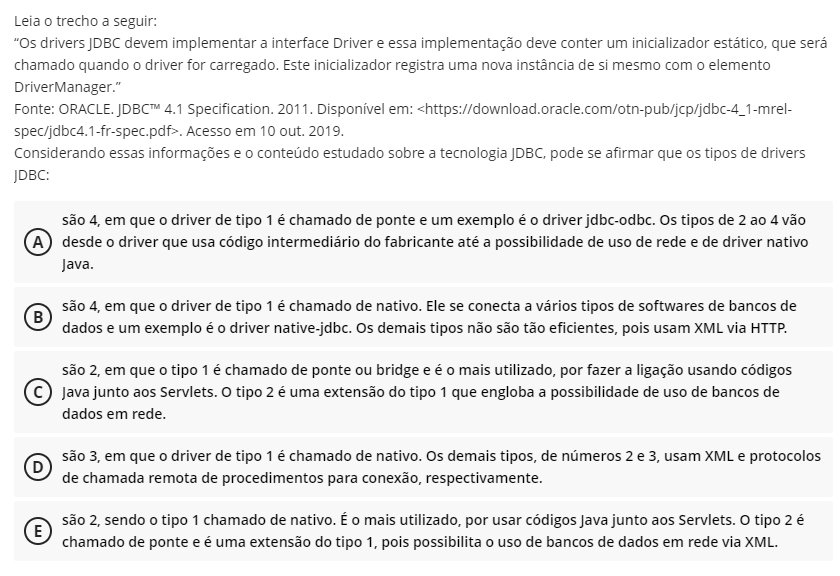 Leia o trecho a seguir:
“Os drivers JDBC devem implementar a interface Driver e essa implementação deve conter um inicializador estático, que será
chamado quando o driver for carregado. Este inicializador registra uma nova instância de si mesmo com o elemento
DriverManager.”
Fonte: ORACLE. JDBC™ 4.1 Specification. 2011. Disponível em: <https://download.oracle.com/otn-pub/jcp/jdbc-4_1-mrel-
spec/jdbc4.1-fr-spec.pdf>. Acesso em 10 out. 2019.
Considerando essas informações e o conteúdo estudado sobre a tecnologia JDBC, pode se afirmar que os tipos de drivers
JDBC:
são 4, em que o driver de tipo 1 é chamado de ponte e um exemplo é o driver jdbc-odbc. Os tipos de 2 ao 4 vão
A desde o driver que usa código intermediário do fabricante até a possibilidade de uso de rede e de driver nativo
Java.
são 4, em que o driver de tipo 1 é chamado de nativo. Ele se conecta a vários tipos de softwares de bancos de
B
dados e um exemplo é o driver native-jdbc. Os demais tipos não são tão eficientes, pois usam XML via HTTP.
são 2, em que o tipo 1 é chamado de ponte ou bridge e é o mais utilizado, por fazer a ligação usando códigos
C Java junto aos Servlets. O tipo 2 é uma extensão do tipo 1 que engloba a possibilidade de uso de bancos de
dados em rede.
são 3, em que o driver de tipo 1 é chamado de nativo. Os demais tipos, de números 2 e 3, usam XML e protocolos
D
de chamada remota de procedimentos para conexão, respectivamente.
são 2, sendo o tipo 1 chamado de nativo. É o mais utilizado, por usar códigos Java junto aos Servlets. O tipo 2 é
E
chamado de ponte e é uma extensão do tipo 1, pois possibilita o uso de bancos de dados em rede via XML.